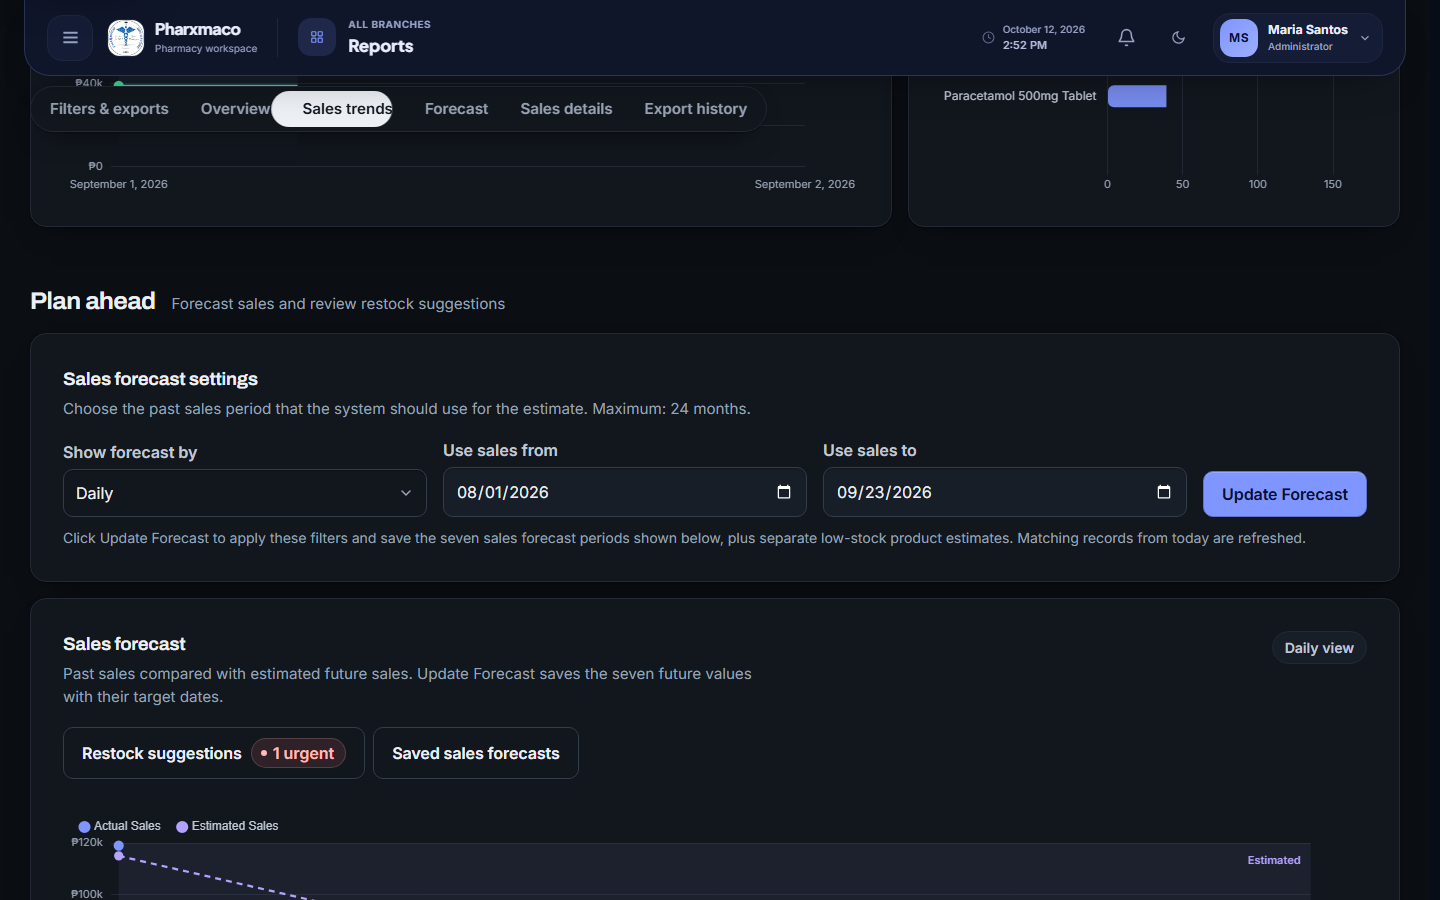 Pharxmaco
Pharmacy workspace
ALL BRANCHES
Reports
October 12, 2026
2:52 PM
MS
Maria Santos
Administrator
₱40k
Filters & exports
Overview
Sales trends
Forecast
Sales details
Export history
₱0
September 1, 2026
September 2, 2026
Paracetamol 500mg Tablet
0
50
100
150
Plan ahead
Forecast sales and review restock suggestions
Sales forecast settings
Choose the past sales period that the system should use for the estimate. Maximum: 24 months.
Show forecast by
Use sales from
Use sales to
Daily
08/01/2026
09/23/2026
Update Forecast
Click Update Forecast to apply these filters and save the seven sales forecast periods shown below, plus separate low-stock product estimates. Matching records from today are refreshed.
Sales forecast
Daily view
Past sales compared with estimated future sales. Update Forecast saves the seven future values
with their target dates.
Restock suggestions
• 1 urgent
Saved sales forecasts
Actual Sales
Estimated Sales
₱120k
Estimated
₱100k